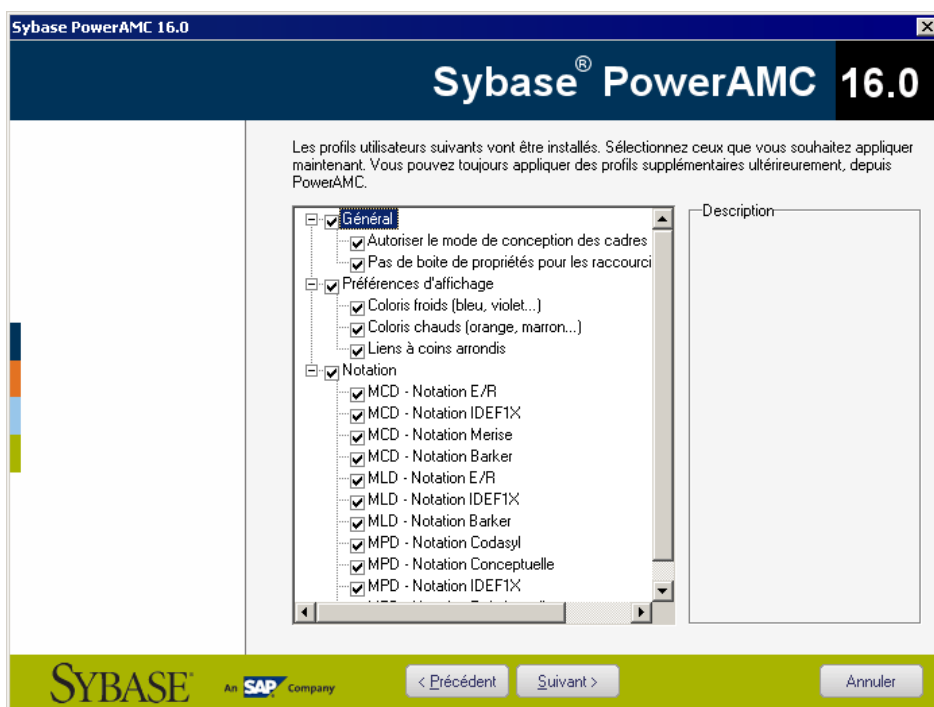 Sybase PowerAMC 16.0
Sybase® PowerAMC 16.0
Les profils utilisateurs suivants vont être installés. Sélectionnez ceux que vous souhaitez appliquer
maintenant. Vous pouvez toujours appliquer des profils supplémentaires ultérireurement, depuis
PowerAMC.
Général
Autoriser le mode de conception des cadres
Pas de boite de propriétés pour les raccourci
Préférences d'affichage
Coloris froids (bleu, violet...)
Coloris chauds (orange, marron...)
Liens à coins arrondis
Notation
MCD - Notation E/R
MCD - Notation IDEF1X
MCD - Notation Merise
MCD - Notation Barker
MLD - Notation E/R
MLD - Notation IDEF1X
MLD - Notation Barker
MPD - Notation Codasyl
MPD - Notation Conceptuelle
MPD - Notation IDEF1X
Description
SYBASE An SAP Company
< Précédent
Suivant >
Annuler